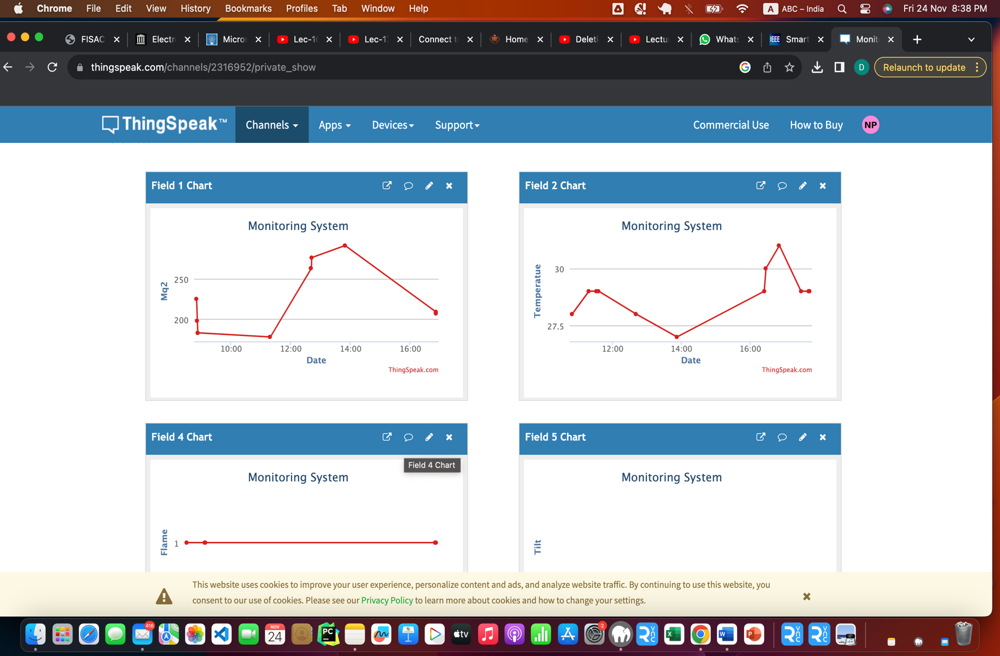 Chrome File Edit View History Bookmarks Profiles Tab Window Help A ABC – India Fri 24 Nov 8:38 PM
FISAC Electr Micro Lec-1 Lec-1 Connect t Home Deleti Lectu What IEEE Smart Monit
thingspeak.com/channels/2316952/private_show D Relaunch to update
ThingSpeak™ Channels Apps Devices Support Commercial Use How to Buy NP
Field 1 Chart
Monitoring System
Mq2
250
200
10:00 12:00 14:00 16:00
Date
ThingSpeak.com
Field 2 Chart
Monitoring System
Temperatue
30
27.5
12:00 14:00 16:00
Date
ThingSpeak.com
Field 4 Chart
Field 4 Chart
Monitoring System
Flame
1
Field 5 Chart
Monitoring System
Tilt
This website uses cookies to improve your user experience, personalize content and ads, and analyze website traffic. By continuing to use this website, you
consent to our use of cookies. Please see our Privacy Policy to learn more about cookies and how to change your settings.
416 NOV 24 PC tv 2 X W P